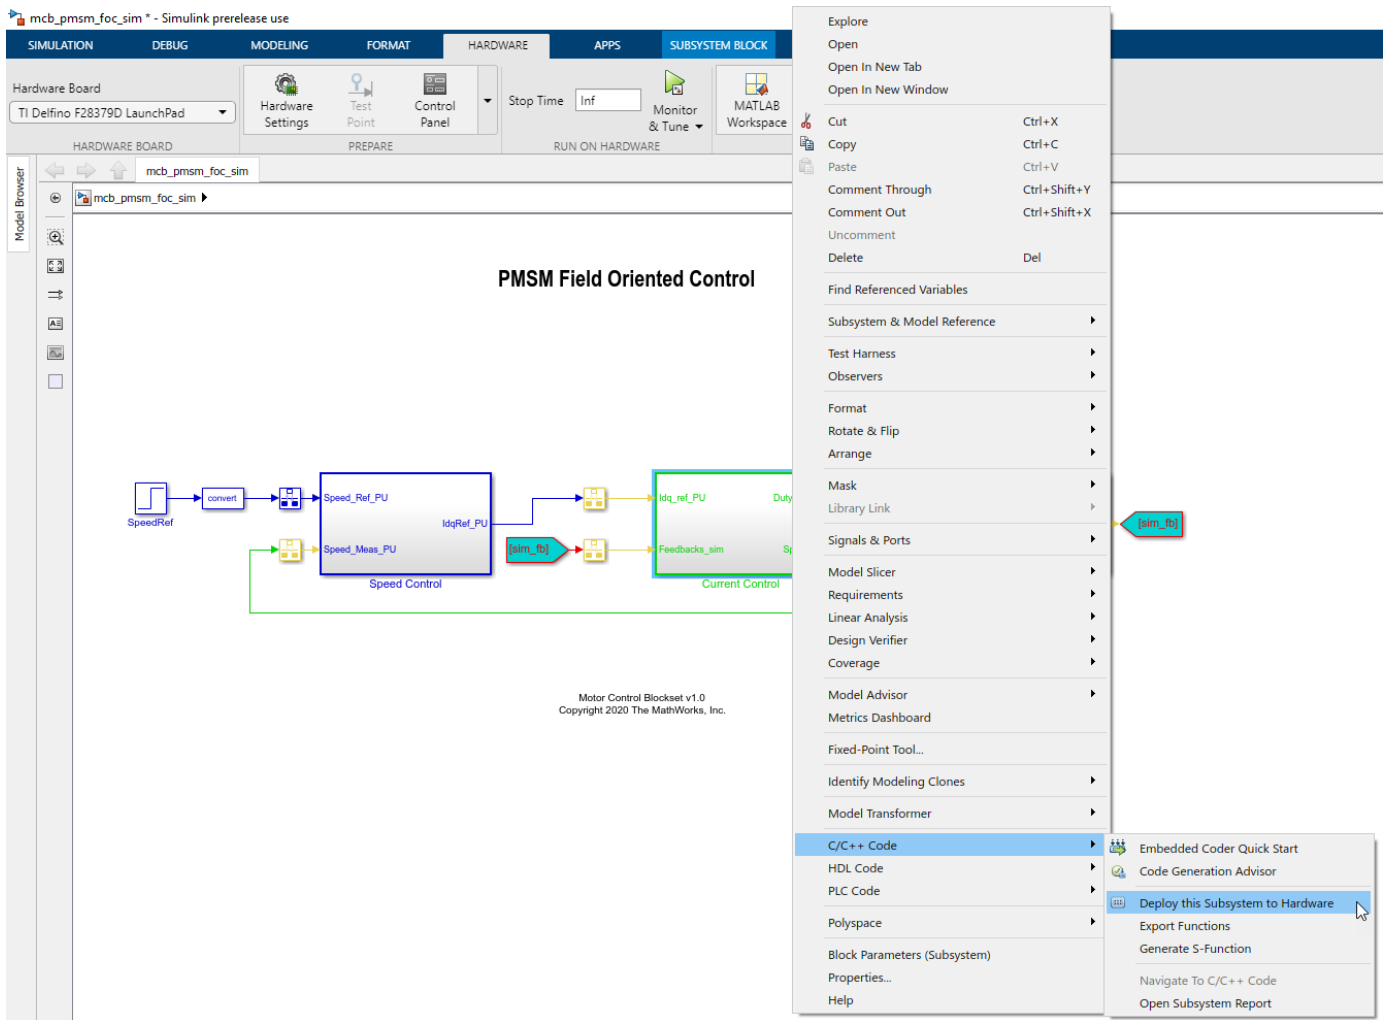 mcb_pmsm_foc_sim * - Simulink prerelease use
SIMULATION DEBUG MODELING FORMAT HARDWARE APPS SUBSYSTEM BLOCK
Hardware Board
TI Delfino F28379D LaunchPad
HARDWARE BOARD
Hardware Settings
Test Point
Control Panel
PREPARE
Stop Time Inf
Monitor & Tune
RUN ON HARDWARE
MATLAB Workspace
Model Browser
mcb_pmsm_foc_sim
mcb_pmsm_foc_sim
PMSM Field Oriented Control
SpeedRef
convert
Speed_Ref_PU
IdqRef_PU
Speed_Meas_PU
Speed Control
[sim_fb]
Idq_ref_PU
Duty
Feedbacks_sim
Sp
Current Control
[sim_fb]
Motor Control Blockset v1.0
Copyright 2020 The MathWorks, Inc.
Explore
Open
Open In New Tab
Open In New Window
Cut Ctrl+X
Copy Ctrl+C
Paste Ctrl+V
Comment Through Ctrl+Shift+Y
Comment Out Ctrl+Shift+X
Uncomment
Delete Del
Find Referenced Variables
Subsystem & Model Reference
Test Harness
Observers
Format
Rotate & Flip
Arrange
Mask
Library Link
Signals & Ports
Model Slicer
Requirements
Linear Analysis
Design Verifier
Coverage
Model Advisor
Metrics Dashboard
Fixed-Point Tool...
Identify Modeling Clones
Model Transformer
C/C++ Code
HDL Code
PLC Code
Polyspace
Block Parameters (Subsystem)
Properties...
Help
Embedded Coder Quick Start
Code Generation Advisor
Deploy this Subsystem to Hardware
Export Functions
Generate S-Function
Navigate To C/C++ Code
Open Subsystem Report